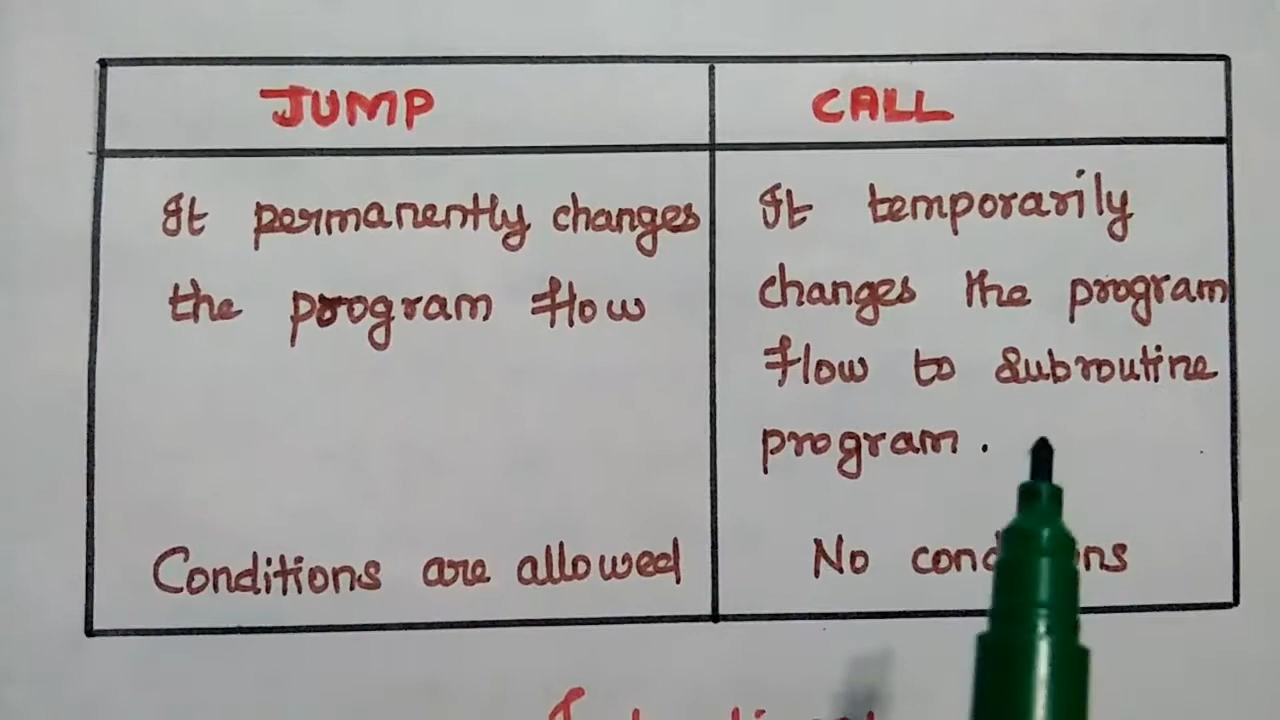 JUMP
CALL
It permanently changes
the program flow
It temporarily
changes the program
flow to Subroutine
program.
Conditions are allowed
No